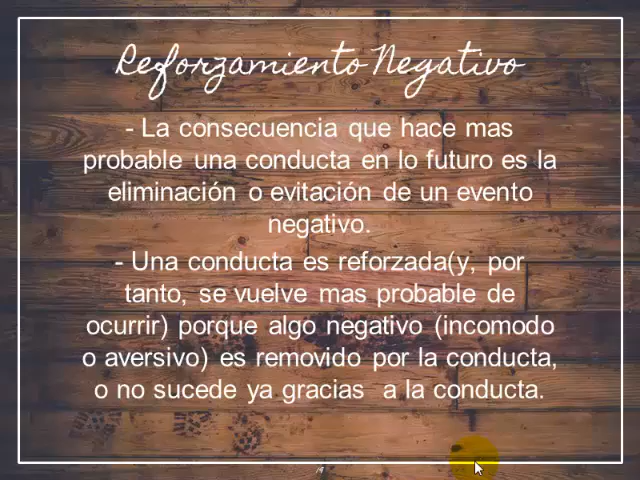 Reforzamiento Negativo
- La consecuencia que hace mas
probable una conducta en lo futuro es la
eliminación o evitación de un evento
negativo.
- Una conducta es reforzada(y, por
tanto, se vuelve mas probable de
ocurrir) porque algo negativo (incomodo
o aversivo) es removido por la conducta,
o no sucede ya gracias a la conducta.